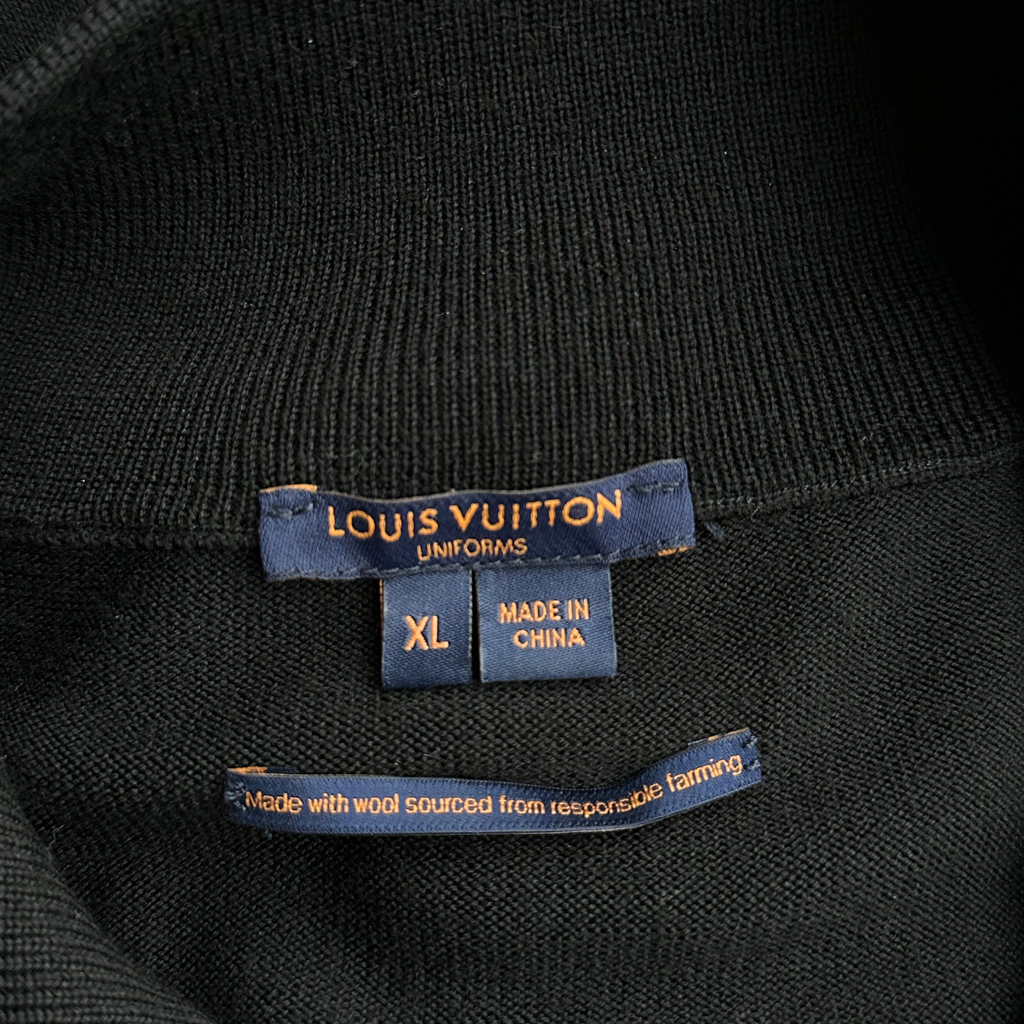 LOUIS VUITTON
UNIFORMS
XL
MADE IN
CHINA
Made with wool sourced from responsible farming